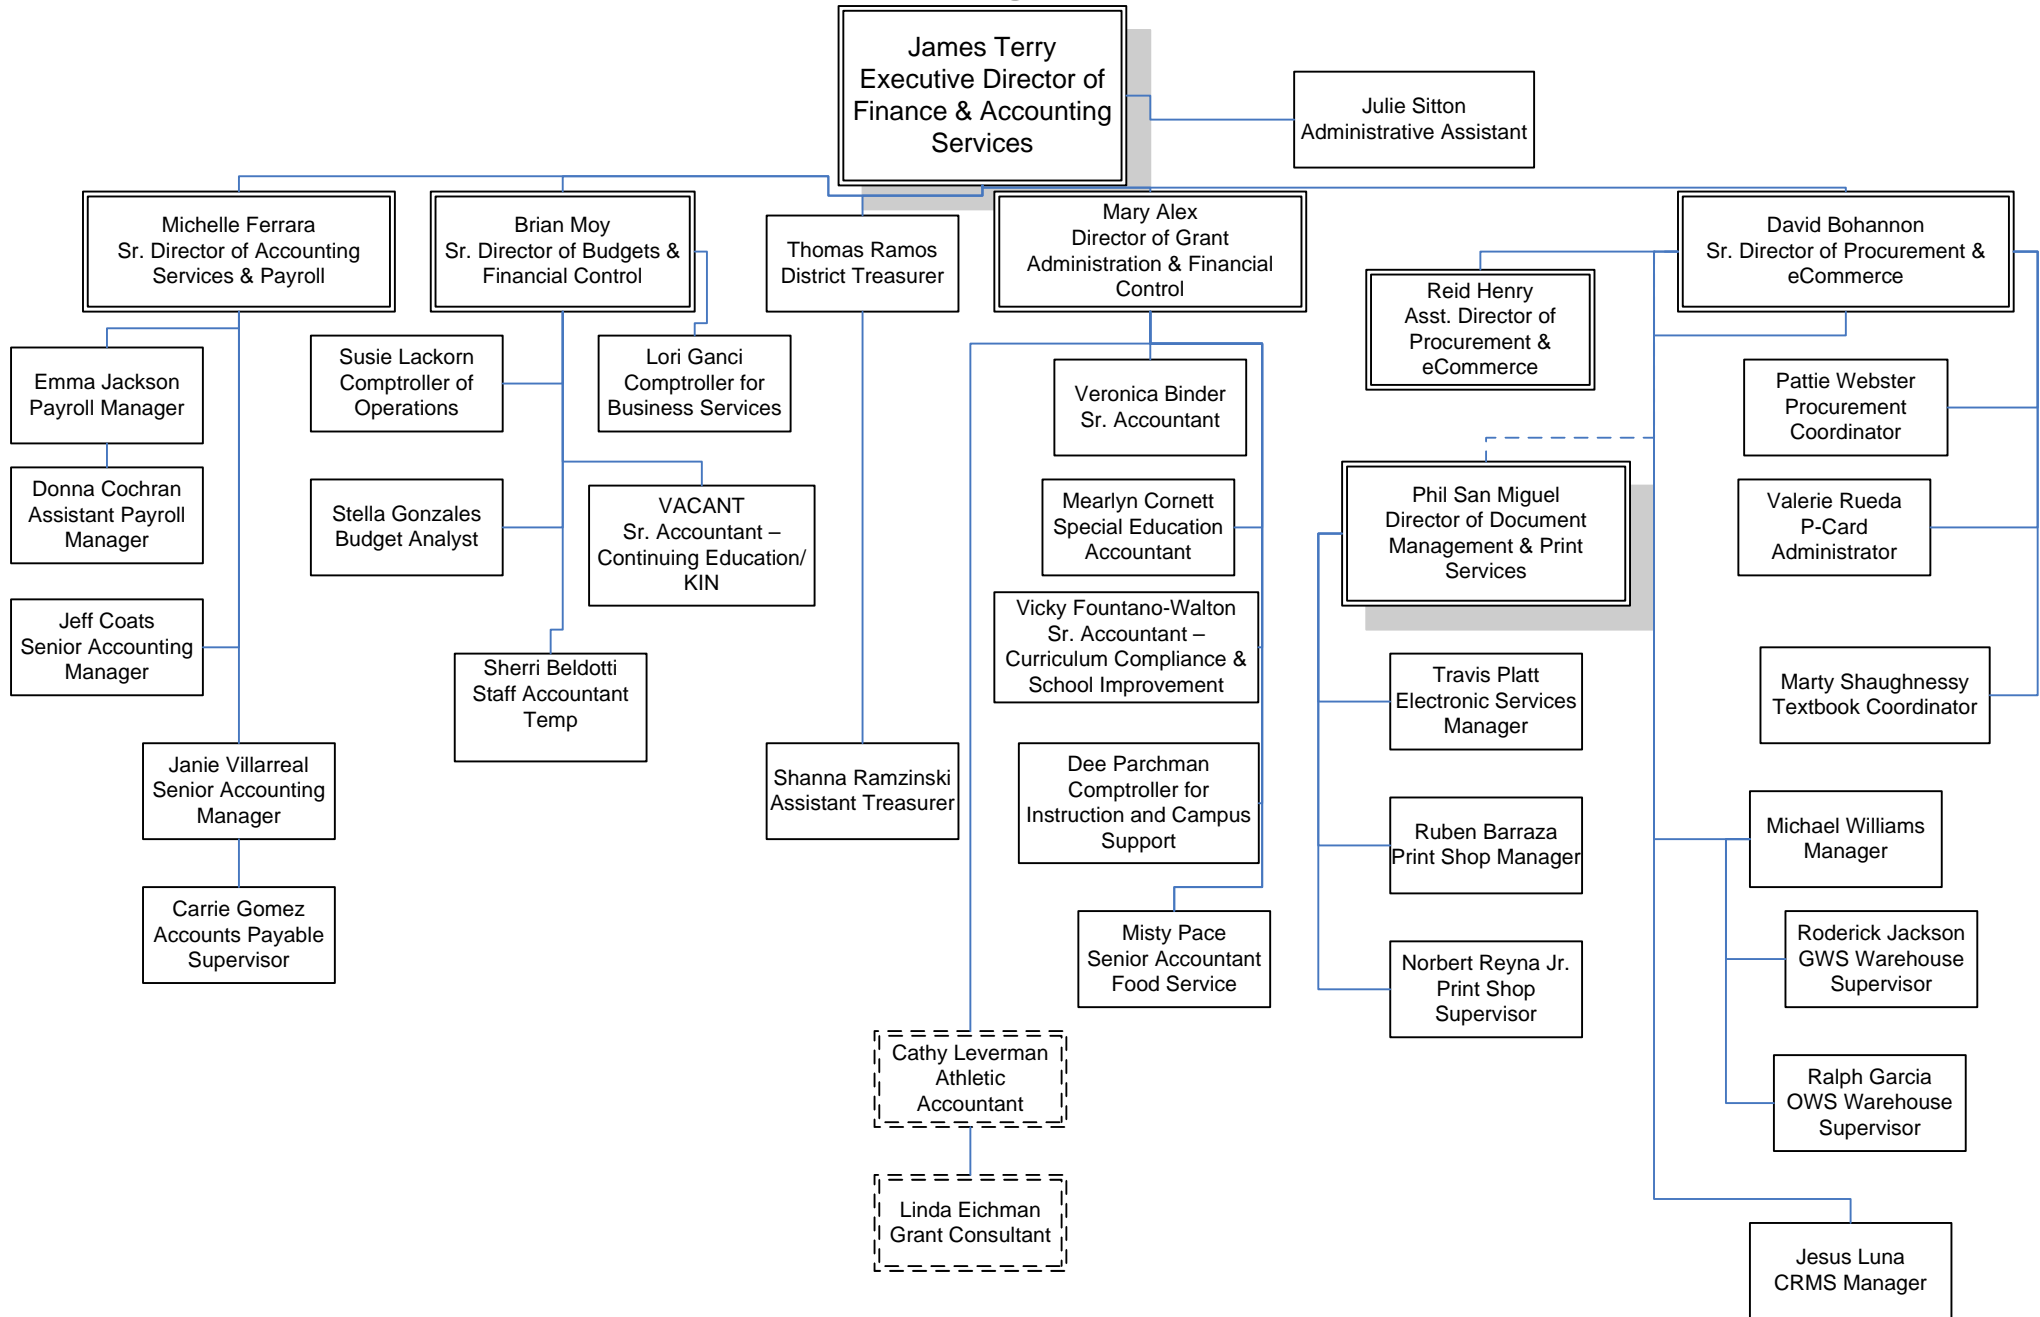 James Terry
Executive Director of
Finance & Accounting
Services
Julie Sitton
Administrative Assistant
Michelle Ferrara
Sr. Director of Accounting
Services & Payroll
Brian Moy
Sr. Director of Budgets &
Financial Control
Thomas Ramos
District Treasurer
Mary Alex
Director of Grant
Administration & Financial
Control
David Bohannon
Sr. Director of Procurement &
eCommerce
Reid Henry
Asst. Director of
Procurement &
eCommerce
Emma Jackson
Payroll Manager
Donna Cochran
Assistant Payroll
Manager
Jeff Coats
Senior Accounting
Manager
Janie Villarreal
Senior Accounting
Manager
Carrie Gomez
Accounts Payable
Supervisor
Susie Lackorn
Comptroller of
Operations
Lori Ganci
Comptroller for
Business Services
Stella Gonzales
Budget Analyst
VACANT
Sr. Accountant –
Continuing Education/
KIN
Sherri Beldotti
Staff Accountant
Temp
Shanna Ramzinski
Assistant Treasurer
Veronica Binder
Sr. Accountant
Mearlyn Cornett
Special Education
Accountant
Vicky Fountano-Walton
Sr. Accountant –
Curriculum Compliance &
School Improvement
Dee Parchman
Comptroller for
Instruction and Campus
Support
Misty Pace
Senior Accountant
Food Service
Cathy Leverman
Athletic
Accountant
Linda Eichman
Grant Consultant
Phil San Miguel
Director of Document
Management & Print
Services
Travis Platt
Electronic Services
Manager
Ruben Barraza
Print Shop Manager
Norbert Reyna Jr.
Print Shop
Supervisor
Pattie Webster
Procurement
Coordinator
Valerie Rueda
P-Card
Administrator
Marty Shaughnessy
Textbook Coordinator
Michael Williams
Manager
Roderick Jackson
GWS Warehouse
Supervisor
Ralph Garcia
OWS Warehouse
Supervisor
Jesus Luna
CRMS Manager